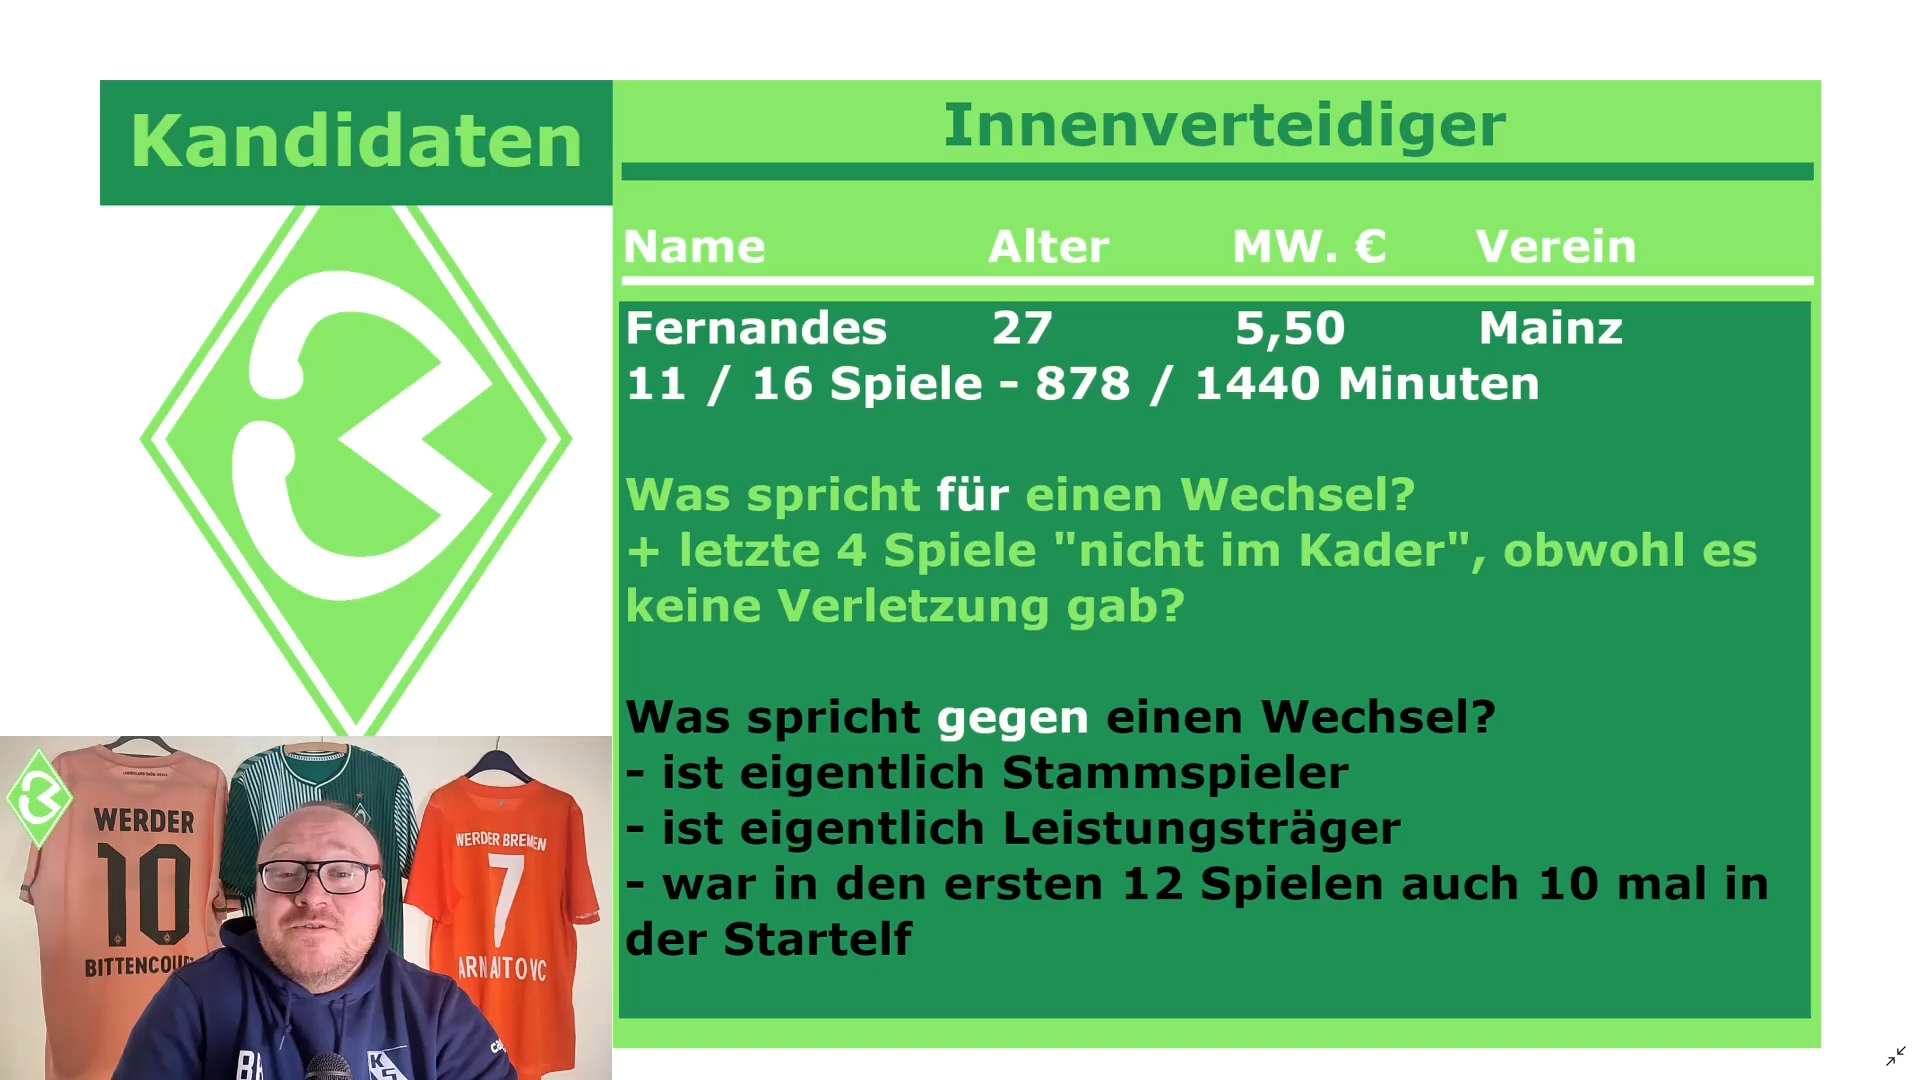 Kandidaten
Innenverteidiger
Name Alter MW. € Verein
Fernandes 27 5,50 Mainz
11 / 16 Spiele - 878 / 1440 Minuten
Was spricht für einen Wechsel?
+ letzte 4 Spiele "nicht im Kader", obwohl es
keine Verletzung gab?
Was spricht gegen einen Wechsel?
- ist eigentlich Stammspieler
- ist eigentlich Leistungsträger
- war in den ersten 12 Spielen auch 10 mal in
der Startelf
WERDER
10
WERDER BREMEN
7